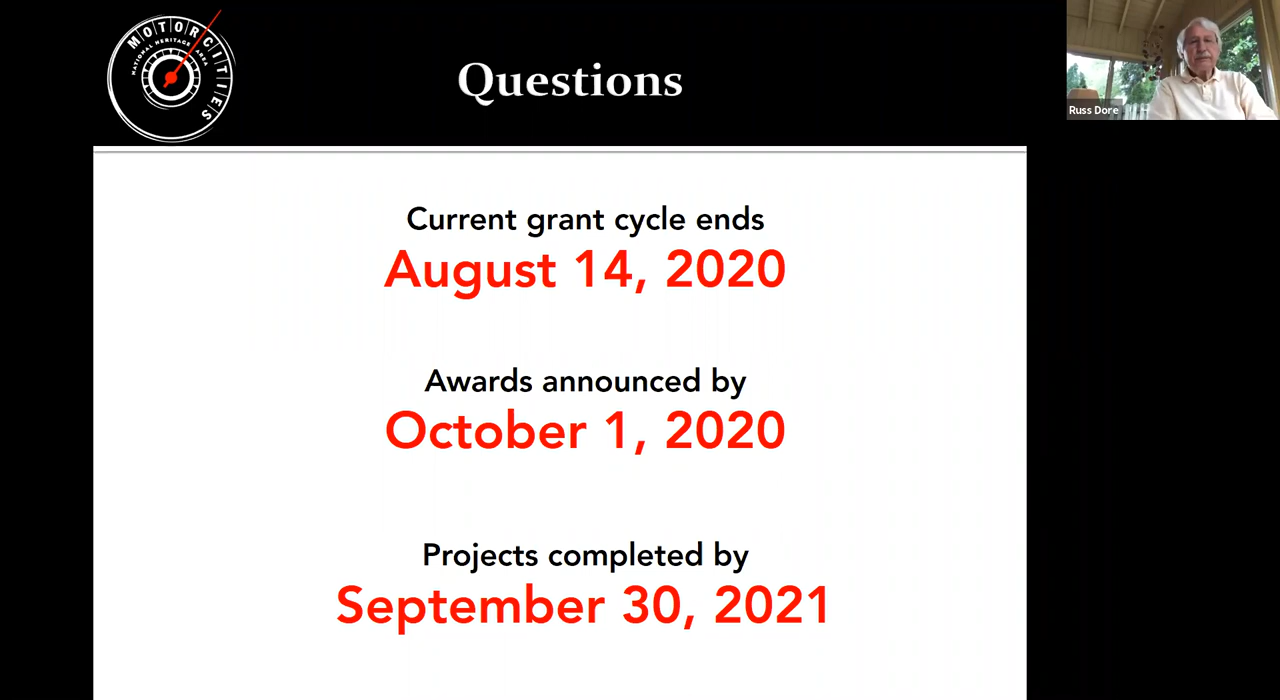 MOTORCITIES
NATIONAL HERITAGE AREA
Questions
Russ Dore
Current grant cycle ends
August 14, 2020
Awards announced by
October 1, 2020
Projects completed by
September 30, 2021